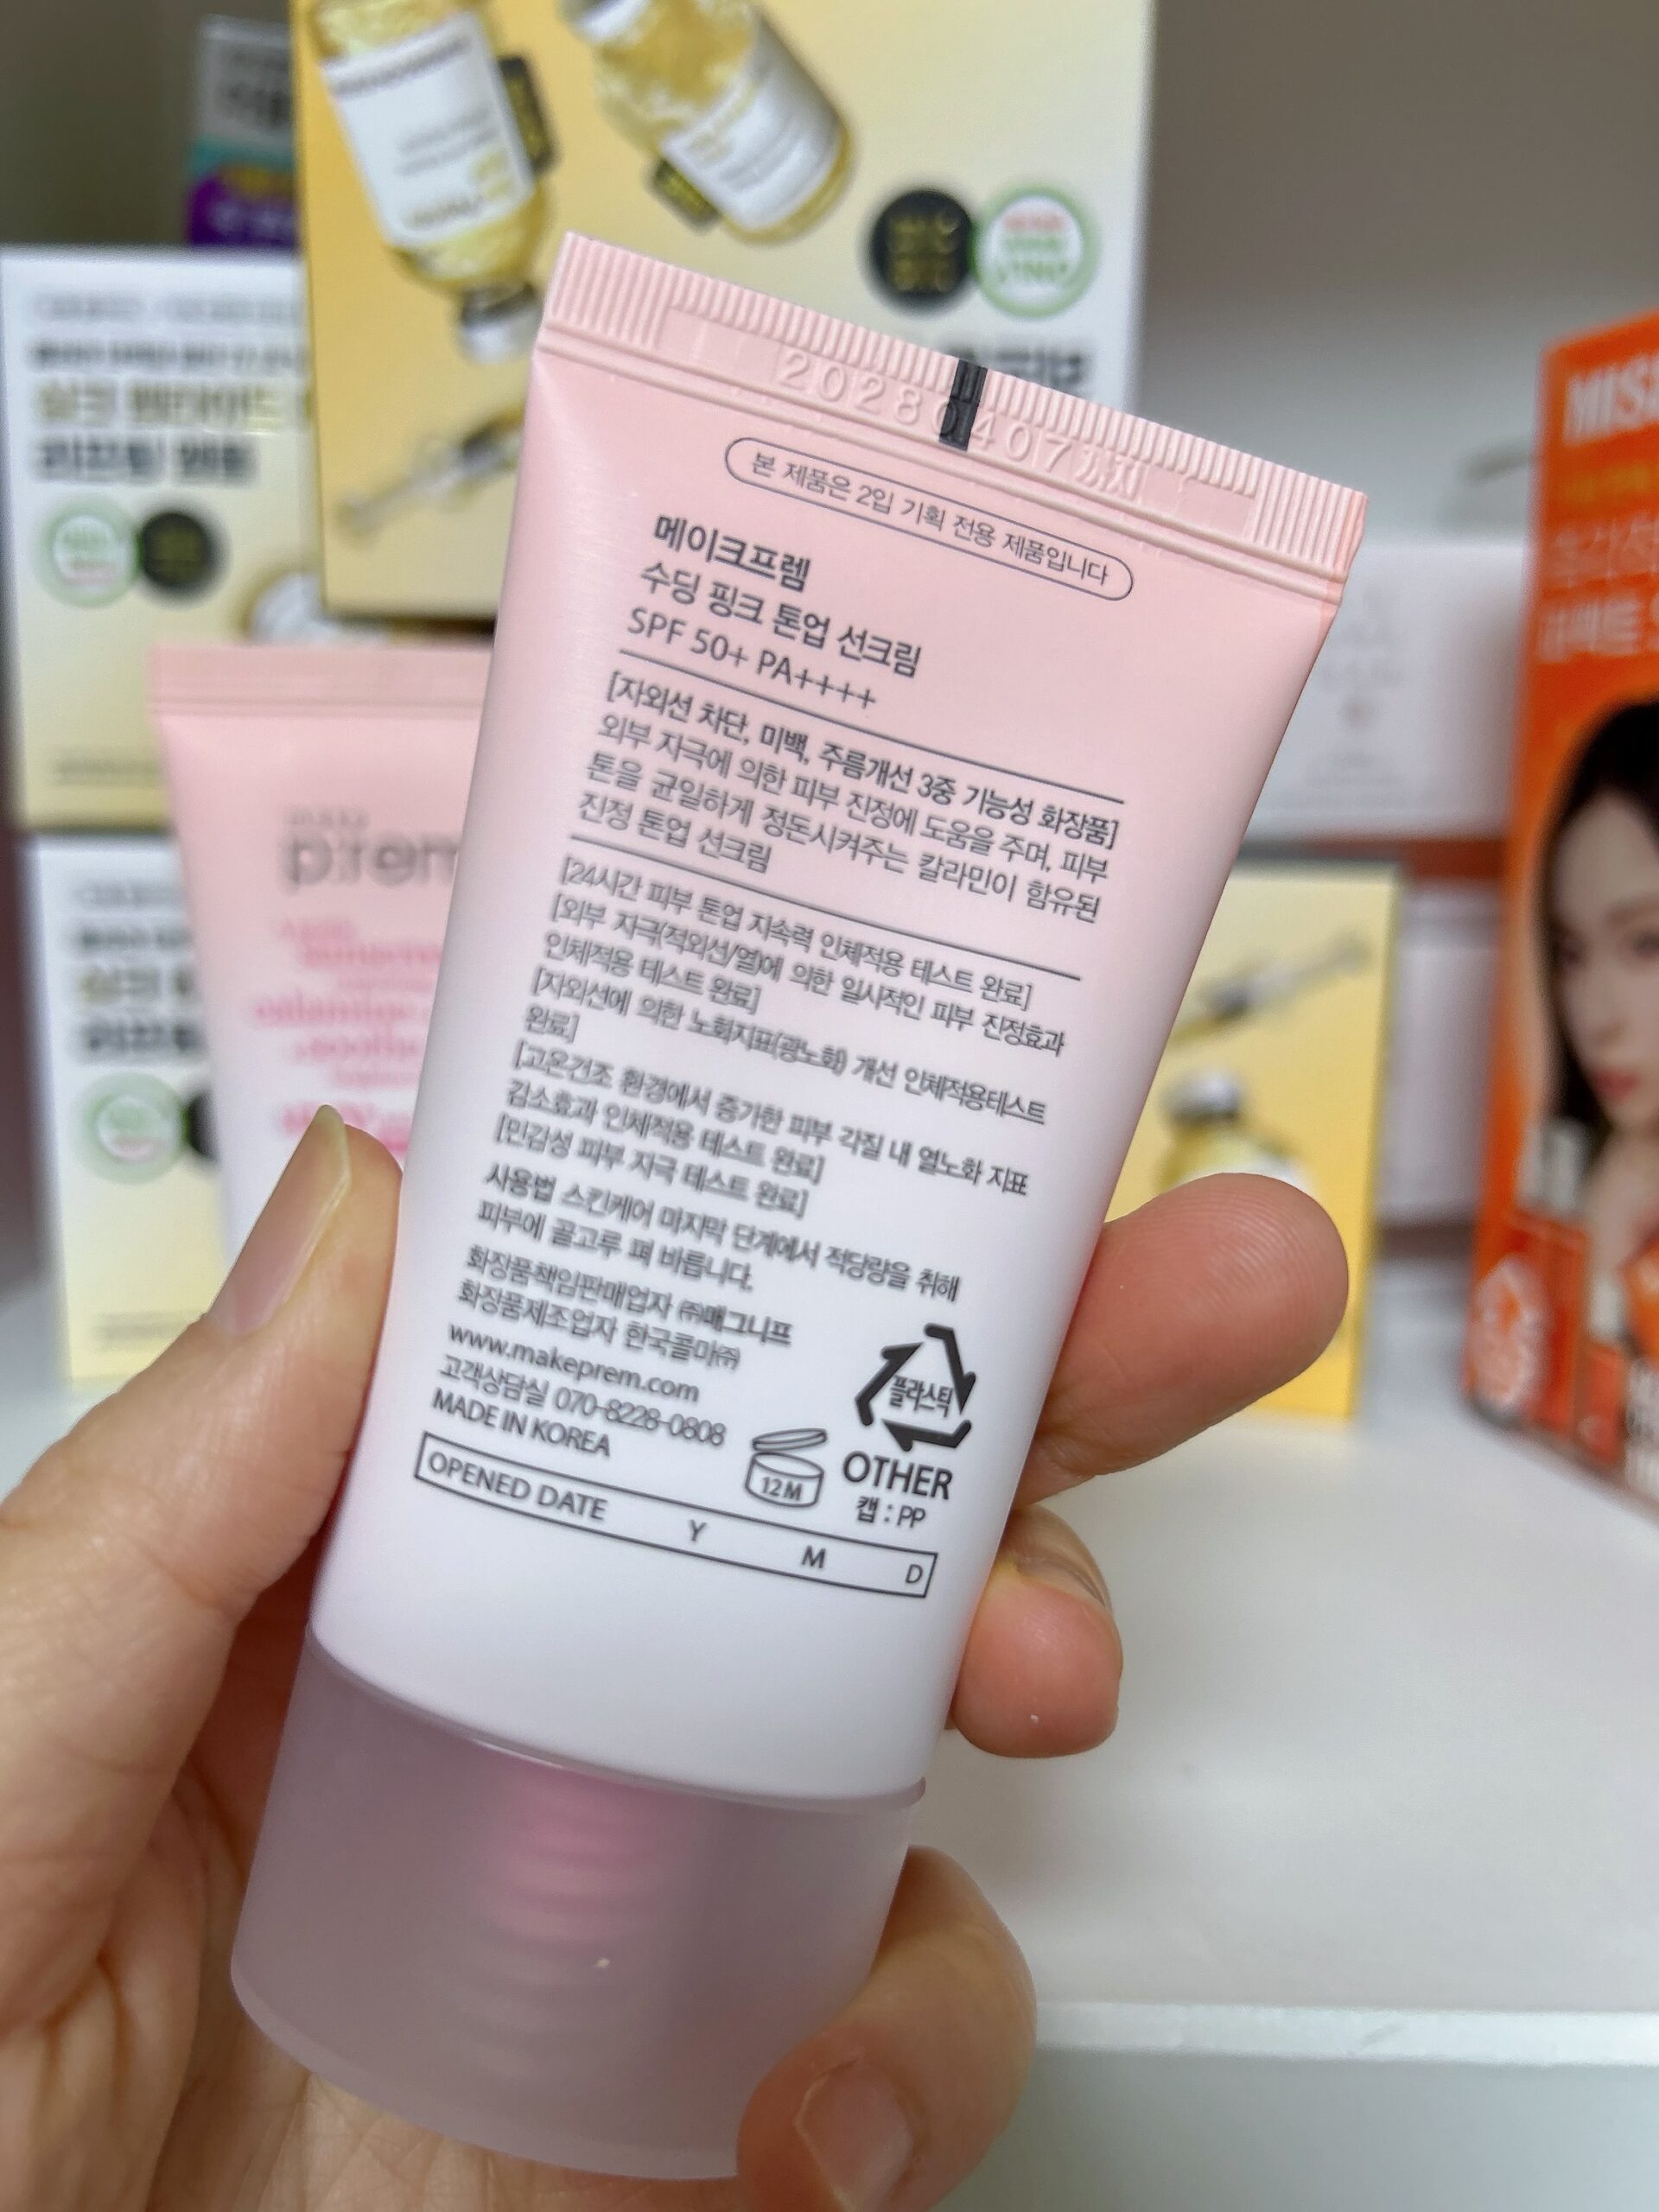 20280407까지
본 제품은 2입 기획 전용 제품입니다
메이크프렘
수딩 핑크 톤업 선크림
SPF 50+ PA++++
[자외선 차단, 미백, 주름개선 3중 기능성 화장품]
외부 자극에 의한 피부 진정에 도움을 주며, 피부
톤을 균일하게 정돈시켜주는 칼라민이 함유된
진정 톤업 선크림
[24시간 피부 톤업 지속력 인체적용 테스트 완료]
[외부 자극(적외선/열)에 의한 일시적인 피부 진정효과
인체적용 테스트 완료]
[자외선에 의한 노화지표(광노화) 개선 인체적용테스트
완료]
[고온건조 환경에서 증가한 피부 각질 내 열노화 지표
감소효과 인체적용 테스트 완료]
[민감성 피부 자극 테스트 완료]
사용법 스킨케어 마지막 단계에서 적당량을 취해
피부에 골고루 펴 바릅니다.
화장품책임판매업자 ㈜매그니프
화장품제조업자 한국콜마㈜
www.makeprem.com
고객상담실 070-8228-0808
MADE IN KOREA
12M
플라스틱
OTHER
캡 : PP
OPENED DATE Y M D
p:rem
리프팅 앰플